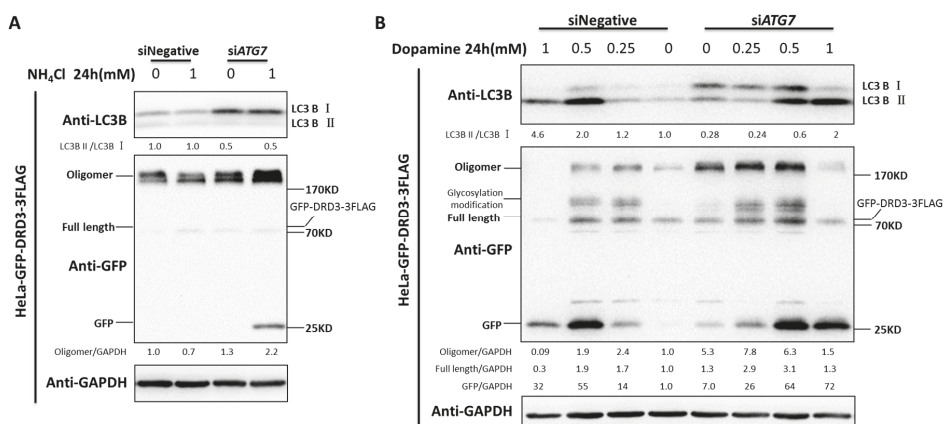 A
siNegative siATG7
NH4Cl 24h(mM) 0 1 0 1
Anti-LC3B
LC3 B I
LC3 B II
LC3B II /LC3B I 1.0 1.0 0.5 0.5
Oligomer
170KD
GFP-DRD3-3FLAG
Full length
70KD
Anti-GFP
GFP
25KD
Oligomer/GAPDH 1.0 0.7 1.3 2.2
Anti-GAPDH
HeLa-GFP-DRD3-3FLAG
B
siNegative siATG7
Dopamine 24h(mM) 1 0.5 0.25 0 0 0.25 0.5 1
Anti-LC3B
LC3 B I
LC3 B II
LC3B II /LC3B I 4.6 2.0 1.2 1.0 0.28 0.24 0.6 2
Oligomer
170KD
Glycosylation
modification
GFP-DRD3-3FLAG
Full length
70KD
Anti-GFP
GFP
25KD
Oligomer/GAPDH 0.09 1.9 2.4 1.0 5.3 7.8 6.3 1.5
Full length/GAPDH 0.3 1.9 1.7 1.0 1.3 2.9 3.1 1.3
GFP/GAPDH 32 55 14 1.0 7.0 26 64 72
Anti-GAPDH
HeLa-GFP-DRD3-3FLAG